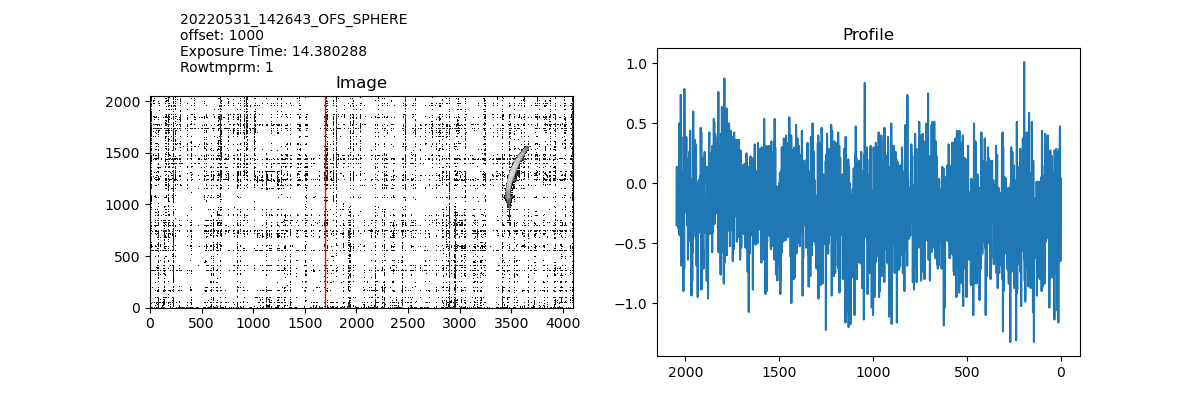 20220531_142643_OFS_SPHERE
offset: 1000
Exposure Time: 14.380288
Rowtmprm: 1
Image
2000
1500
1000
500
0
0 500 1000 1500 2000 2500 3000 3500 4000
Profile
1.0
0.5
0.0
−0.5
−1.0
2000 1500 1000 500 0